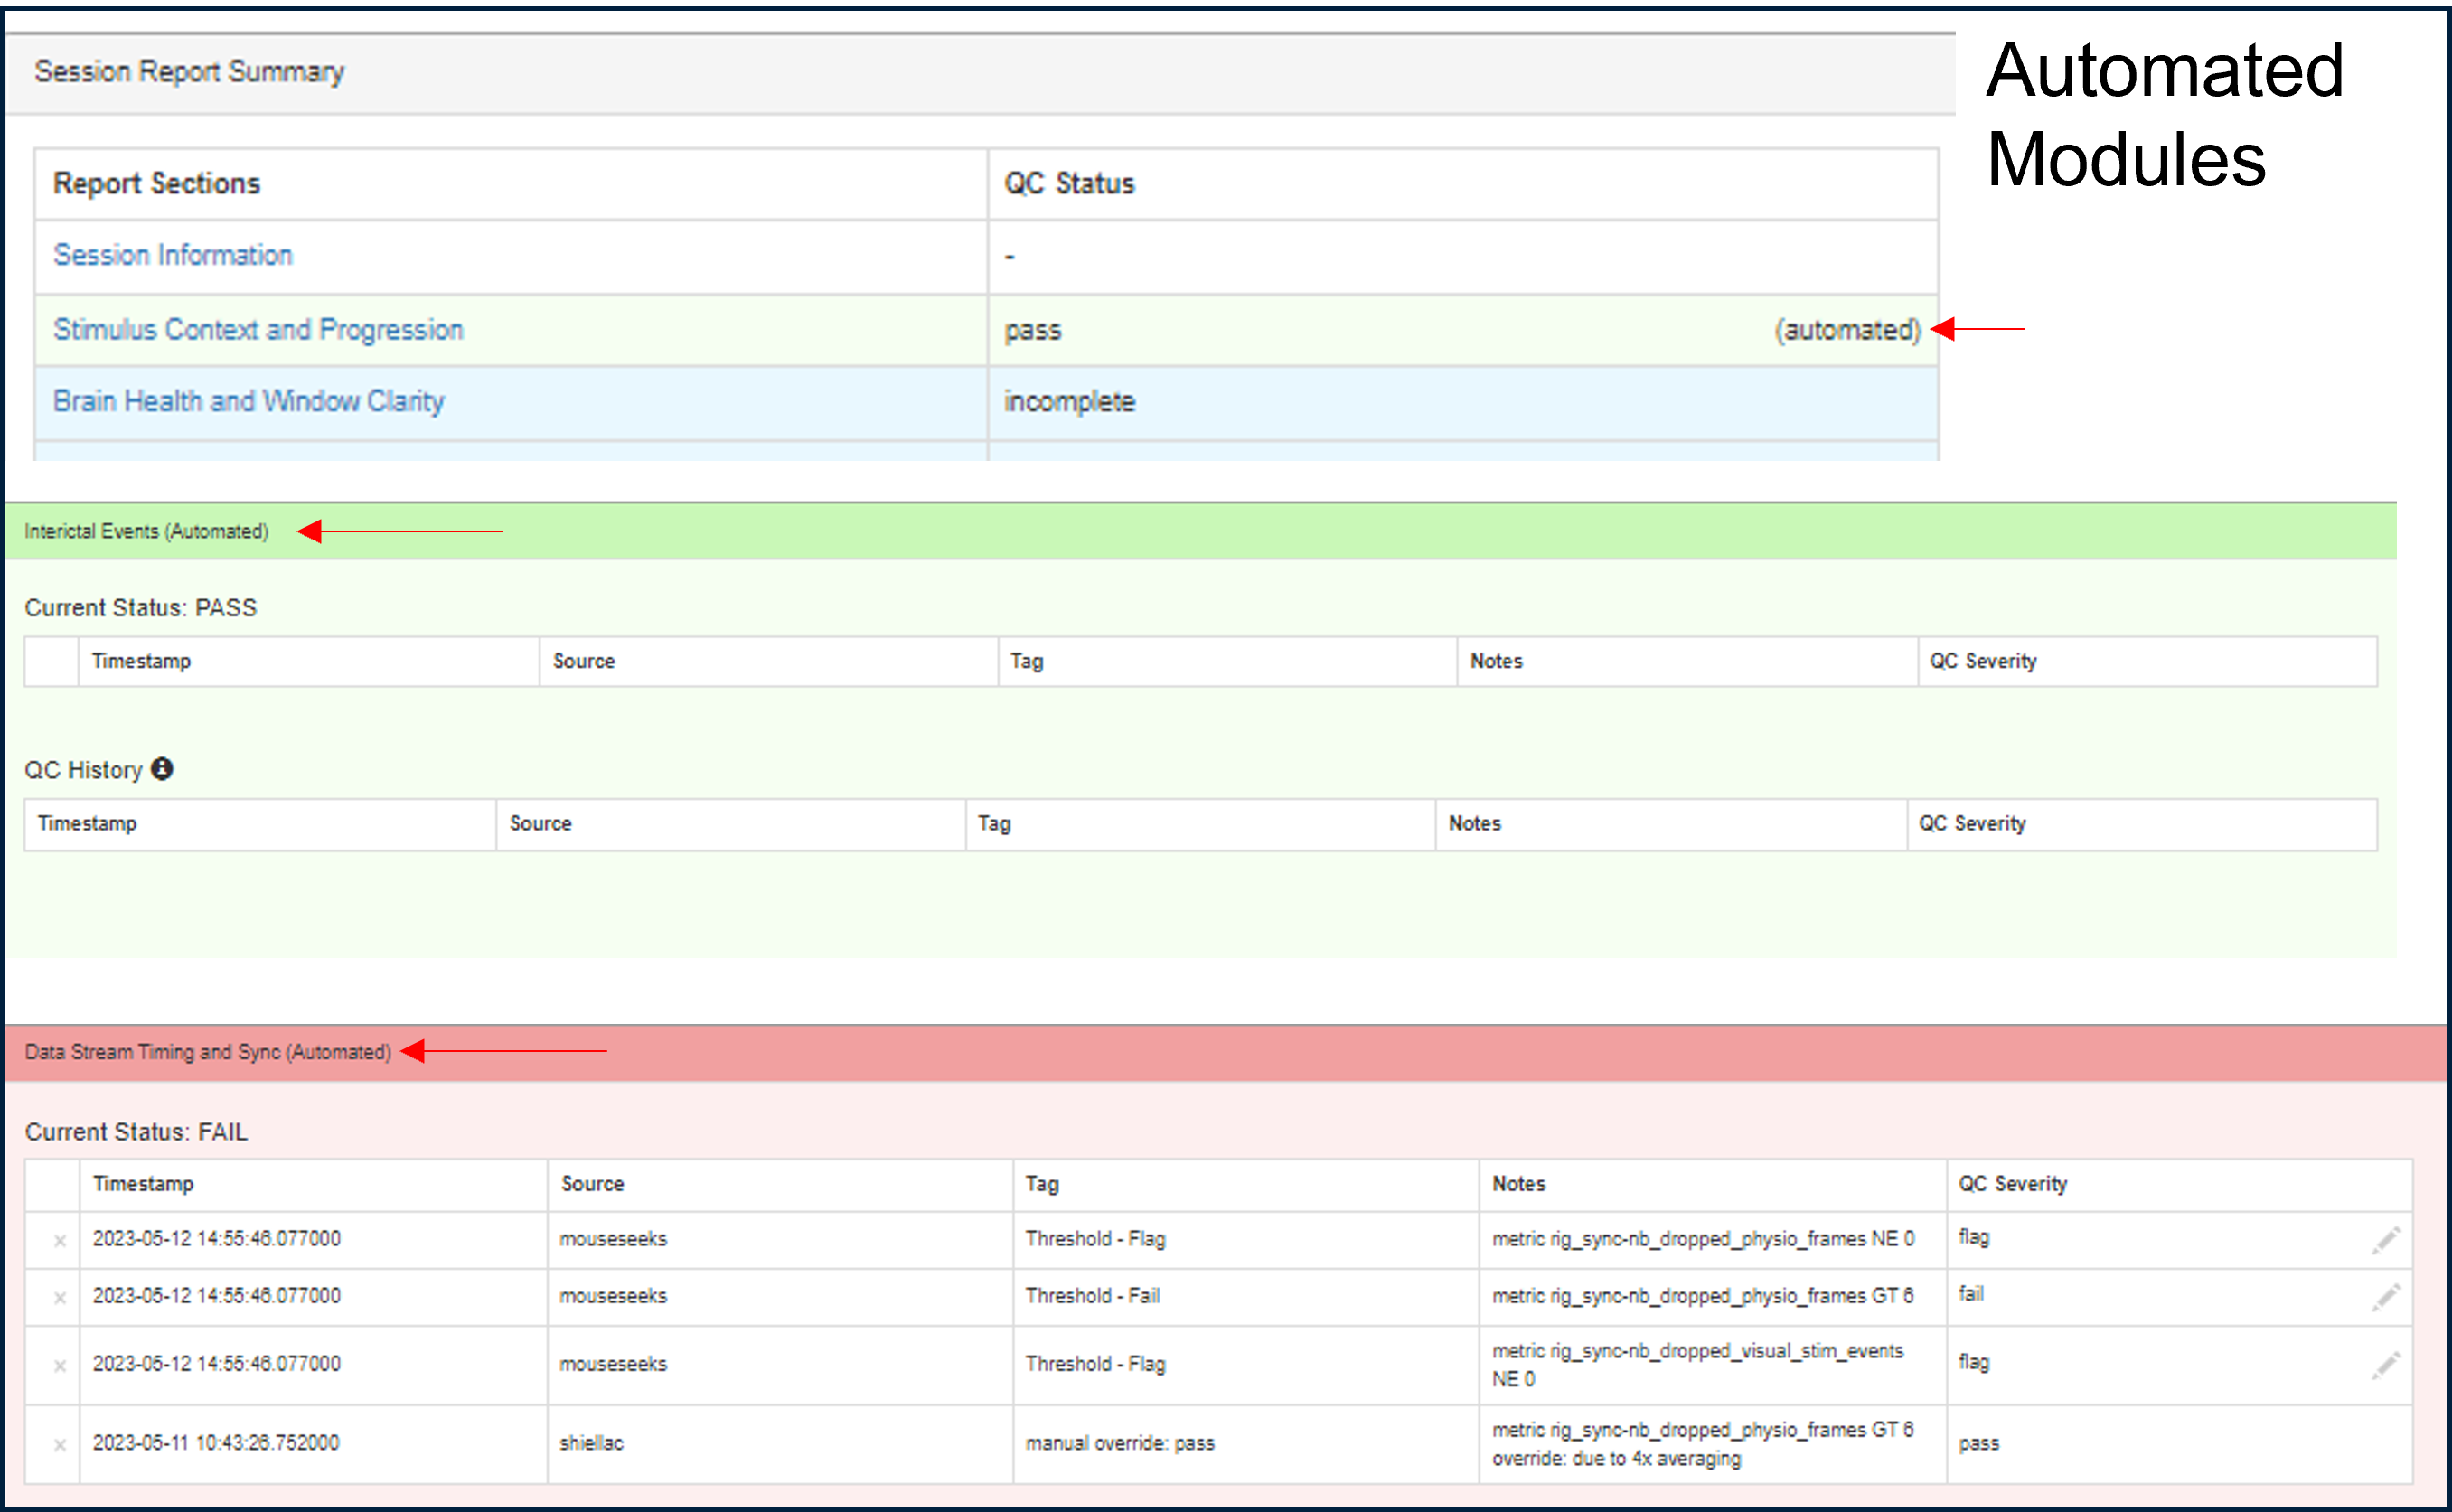 Automated
Modules
Session Report Summary
Report Sections QC Status
Session Information -
Stimulus Context and Progression pass (automated)
Brain Health and Window Clarity incomplete
Interictal Events (Automated)
Current Status: PASS
Timestamp Source Tag Notes QC Severity
QC History
Timestamp Source Tag Notes QC Severity
Data Stream Timing and Sync (Automated)
Current Status: FAIL
Timestamp Source Tag Notes QC Severity
× 2023-05-12 14:55:46.077000 mouseseeks Threshold - Flag metric rig_sync-nb_dropped_physio_frames NE 0 flag
× 2023-05-12 14:55:46.077000 mouseseeks Threshold - Fail metric rig_sync-nb_dropped_physio_frames GT 6 fail
× 2023-05-12 14:55:46.077000 mouseseeks Threshold - Flag metric rig_sync-nb_dropped_visual_stim_events
NE 0 flag
× 2023-05-11 10:43:26.752000 shiellac manual override: pass metric rig_sync-nb_dropped_physio_frames GT 6
override: due to 4x averaging pass